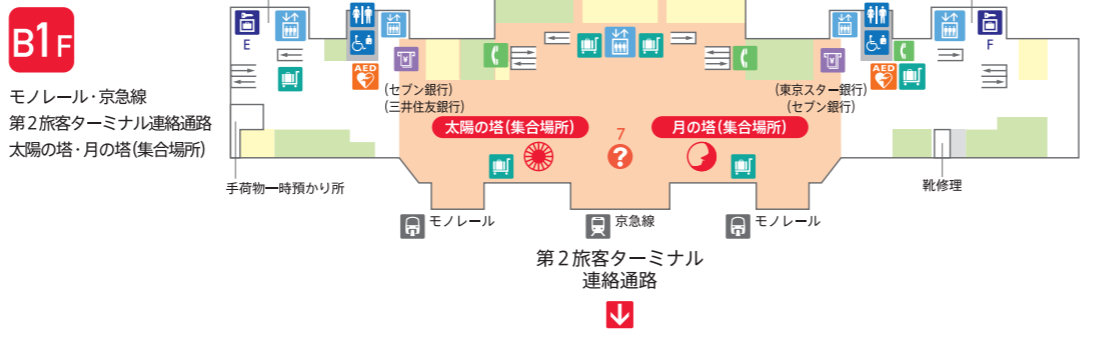 B1F
モノレール・京急線
第2旅客ターミナル連絡通路
太陽の塔・月の塔(集合場所)
E
AED
(セブン銀行)
(三井住友銀行)
(東京スター銀行)
(セブン銀行)
AED
F
太陽の塔(集合場所)
7
?
月の塔(集合場所)
手荷物一時預かり所
靴修理
モノレール
京急線
モノレール
第2旅客ターミナル
連絡通路